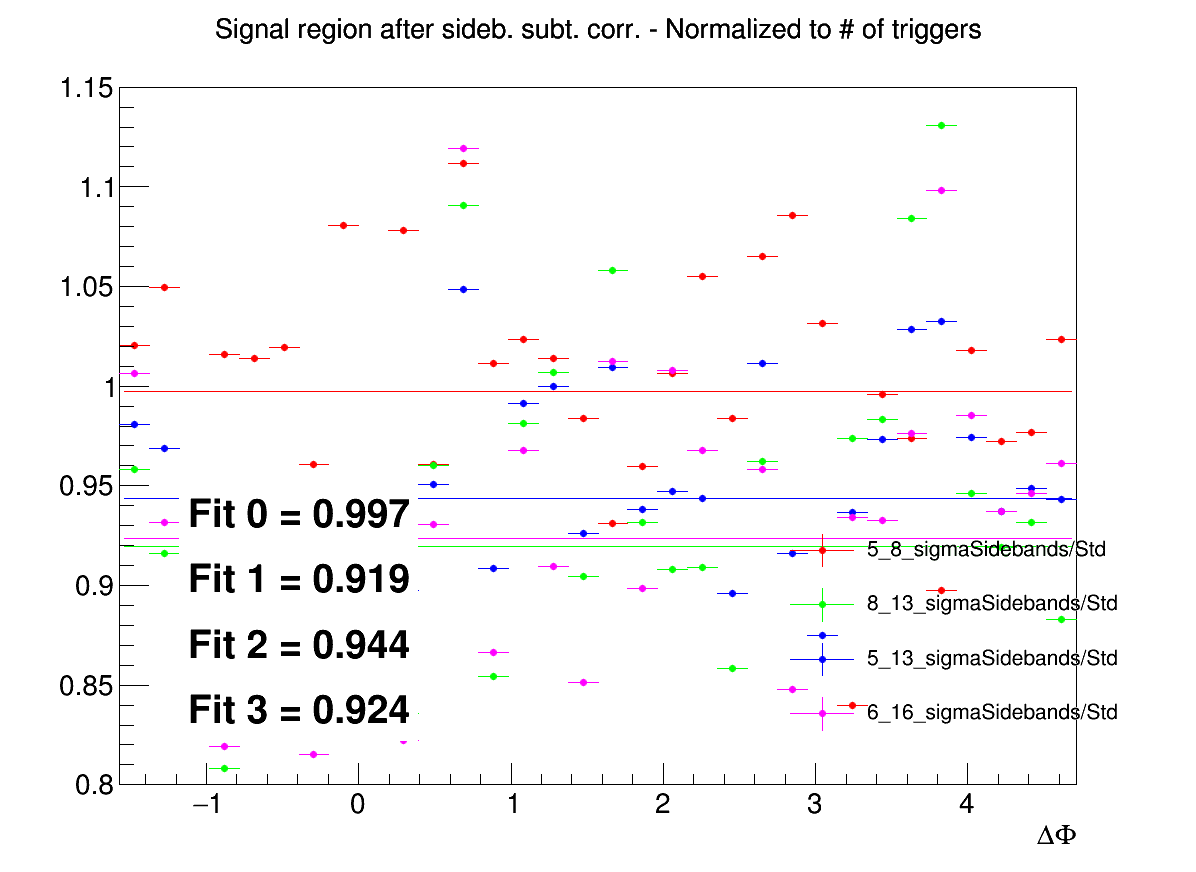 Signal region after sideb. subt. corr. - Normalized to # of triggers
1.15
1.1
1.05
1
0.95
0.9
0.85
0.8
Fit 0 = 0.997
Fit 1 = 0.919
Fit 2 = 0.944
Fit 3 = 0.924
5_8_sigmaSidebands/Std
8_13_sigmaSidebands/Std
5_13_sigmaSidebands/Std
6_16_sigmaSidebands/Std
−1 0 1 2 3 4
ΔΦ